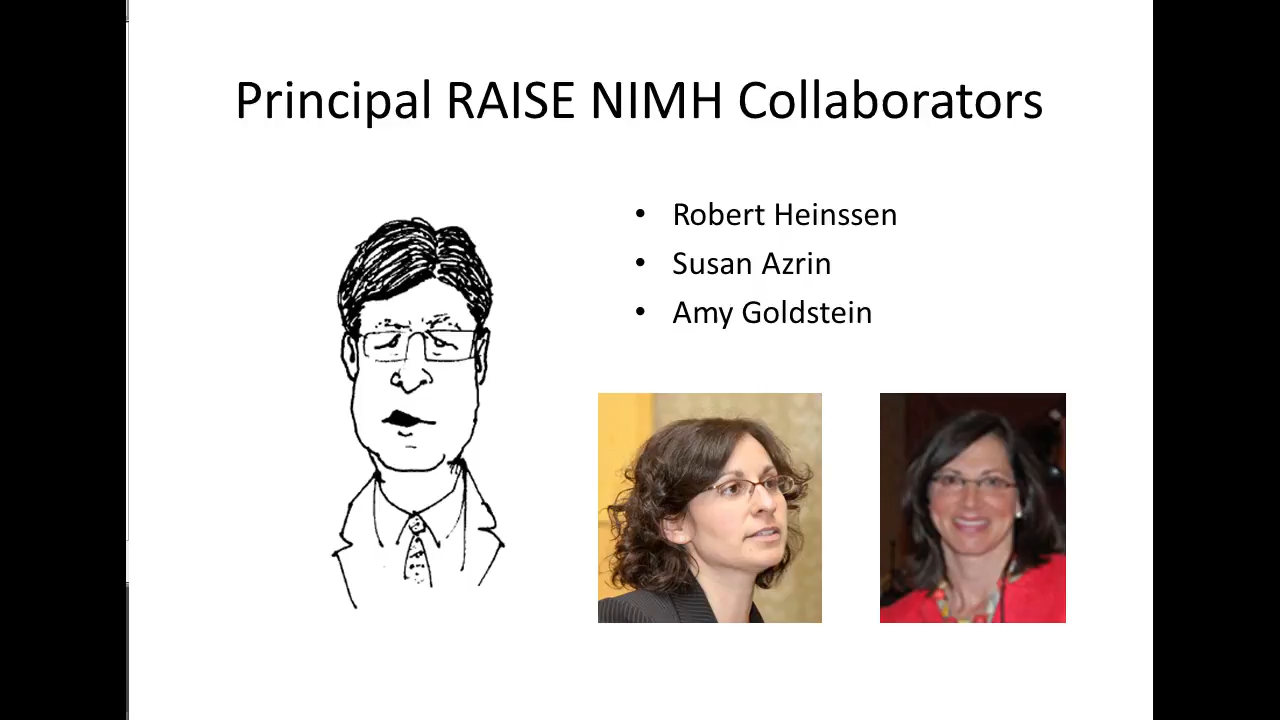 Principal RAISE NIMH Collaborators
• Robert Heinssen
• Susan Azrin
• Amy Goldstein